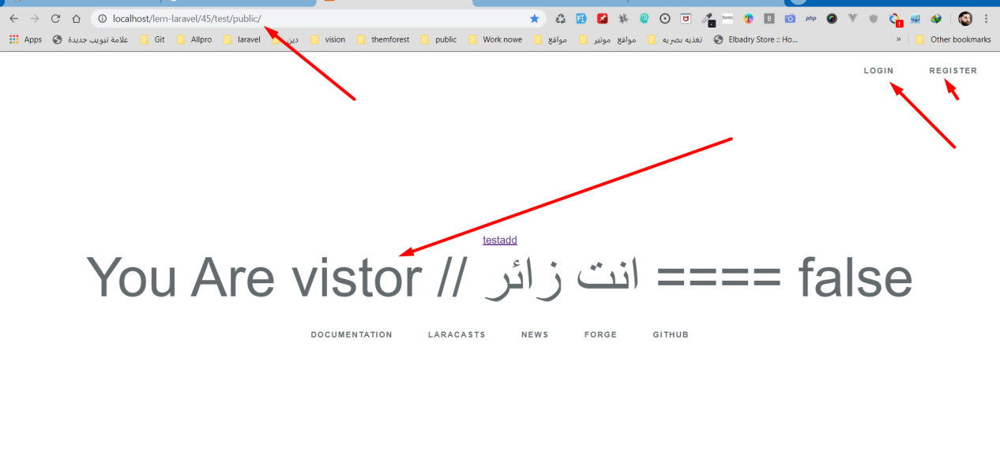 localhost/lern-laravel/45/test/public/
Apps علامة تبويب جديدة Git Allpro laravel دين vision themforest public Work nowe مواقع مواقع موتير تغذيه بصريه Elbadry Store :: Ho... » Other bookmarks
LOGIN REGISTER
testadd
You Are vistor // انت زائر ==== false
DOCUMENTATION LARACASTS NEWS FORGE GITHUB